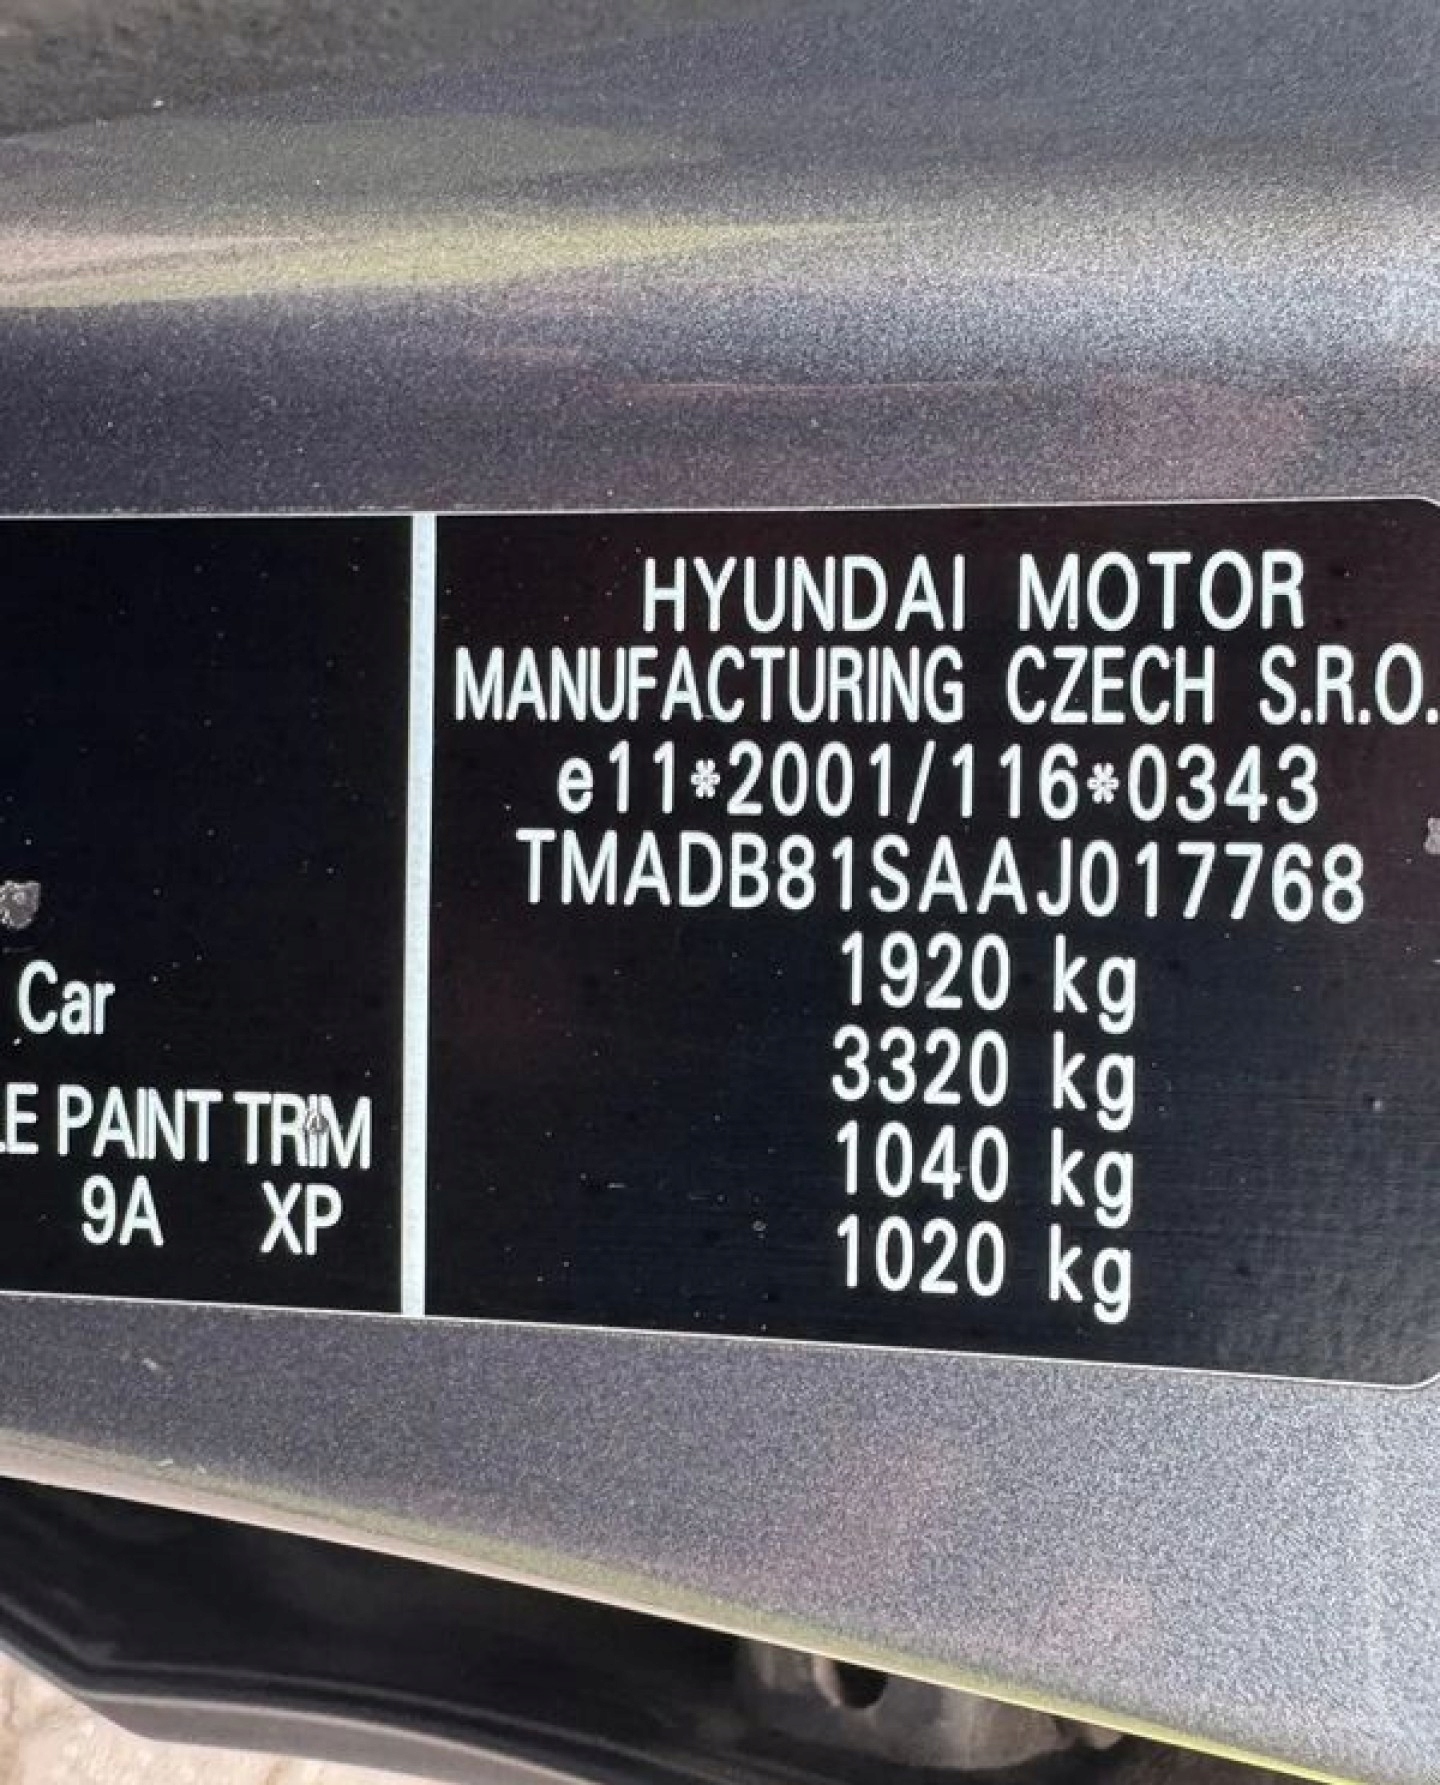 HYUNDAI MOTOR
MANUFACTURING CZECH S.R.O.
e11*2001/116*0343
TMADB81SAAJ017768
1920 kg
3320 kg
1040 kg
1020 kg
Car
LE PAINT TRIM
9A XP